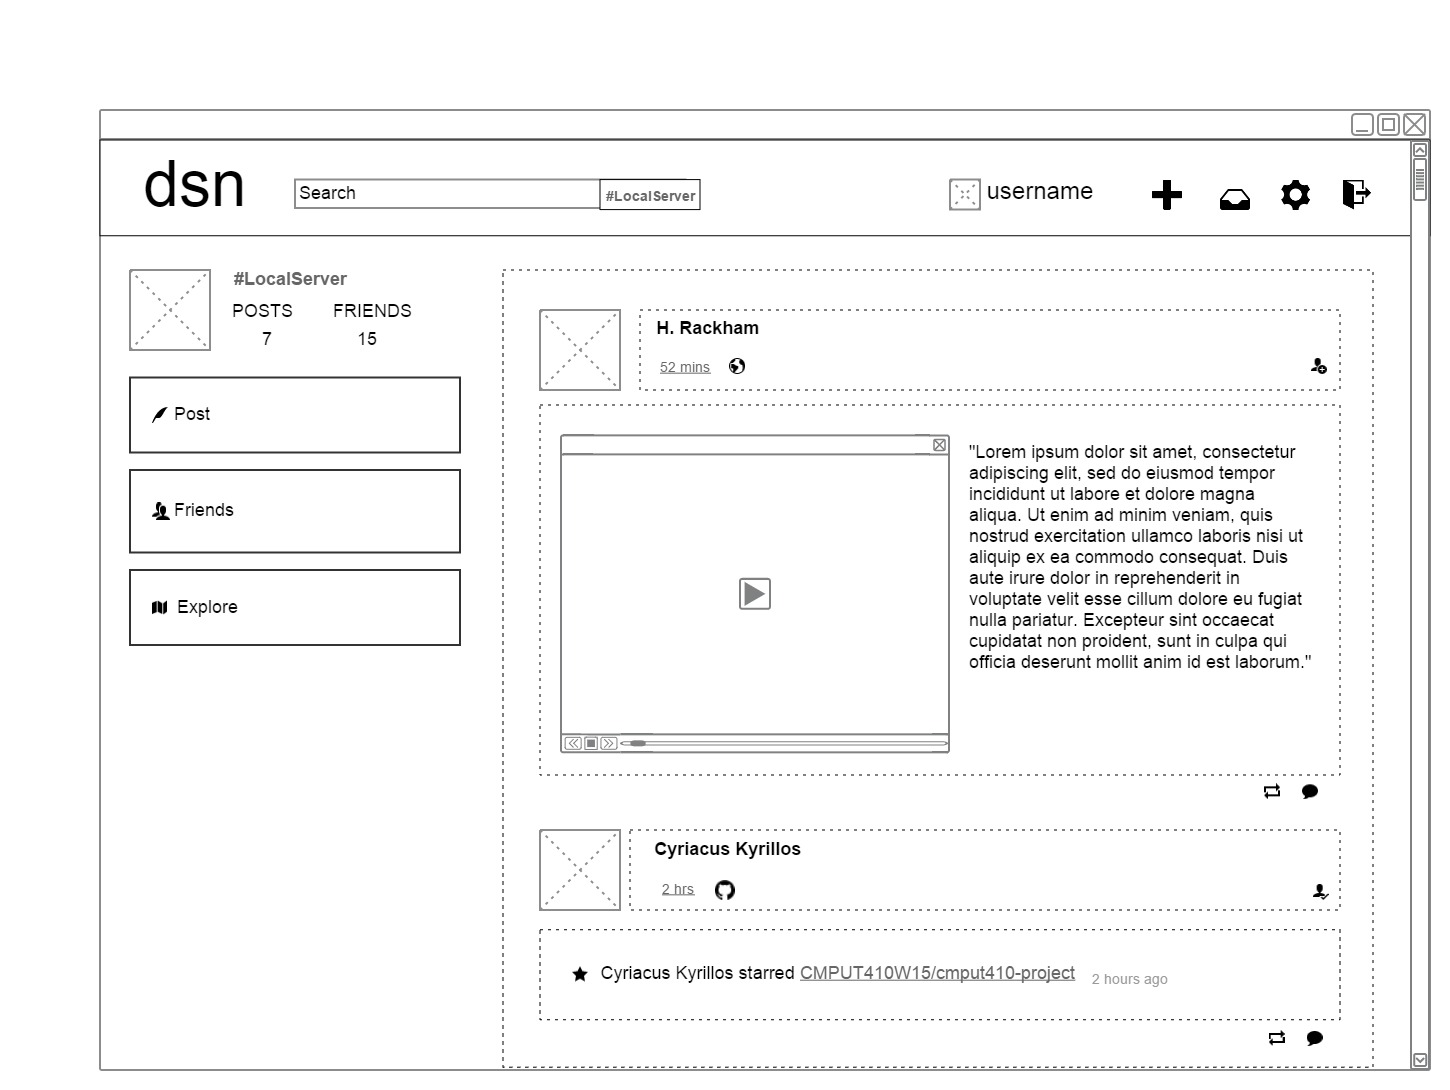 dsn
Search
#LocalServer
username
#LocalServer
POSTS FRIENDS
7 15
Post
Friends
Explore
H. Rackham
52 mins
"Lorem ipsum dolor sit amet, consectetur
adipiscing elit, sed do eiusmod tempor
incididunt ut labore et dolore magna
aliqua. Ut enim ad minim veniam, quis
nostrud exercitation ullamco laboris nisi ut
aliquip ex ea commodo consequat. Duis
aute irure dolor in reprehenderit in
voluptate velit esse cillum dolore eu fugiat
nulla pariatur. Excepteur sint occaecat
cupidatat non proident, sunt in culpa qui
officia deserunt mollit anim id est laborum."
Cyriacus Kyrillos
2 hrs
Cyriacus Kyrillos starred CMPUT410W15/cmput410-project 2 hours ago